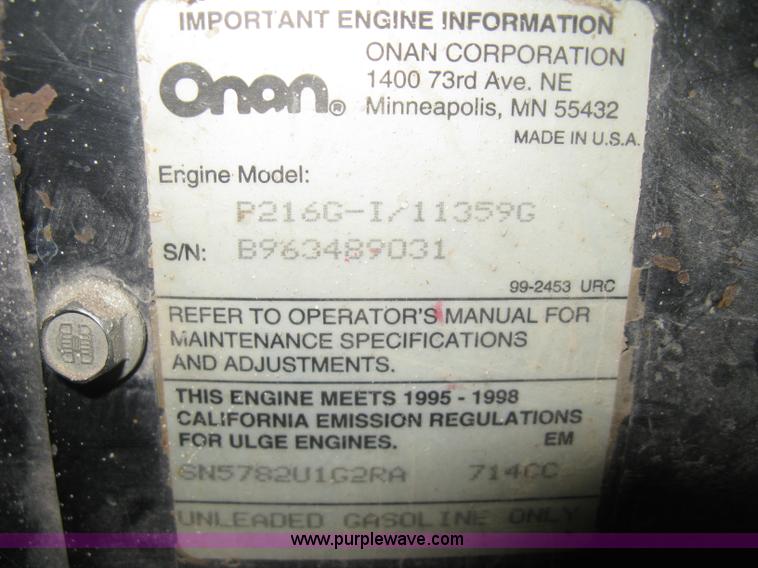 IMPORTANT ENGINE INFORMATION
Onan®
ONAN CORPORATION
1400 73rd Ave. NE
Minneapolis, MN 55432
MADE IN U.S.A.
Engine Model:
P216G-I/11359G
S/N: B963489031
99-2453 URC
REFER TO OPERATOR'S MANUAL FOR
MAINTENANCE SPECIFICATIONS
AND ADJUSTMENTS.
THIS ENGINE MEETS 1995 - 1998
CALIFORNIA EMISSION REGULATIONS
FOR ULGE ENGINES. EM
SN5782U1G2RA 714CC
UNLEADED GASOLINE ONLY
www.purplewave.com